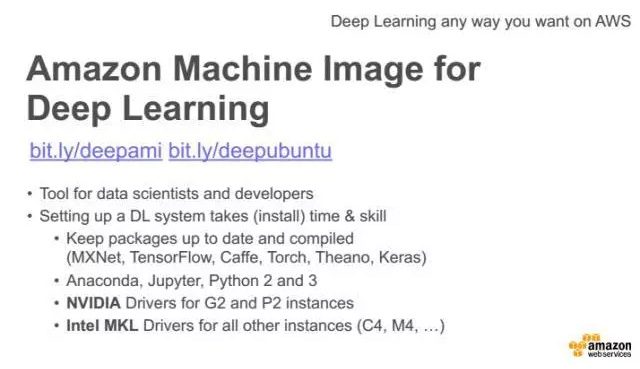 Deep Learning any way you want on AWS
Amazon Machine Image for
Deep Learning
bit.ly/deepami bit.ly/deepubuntu
• Tool for data scientists and developers
• Setting up a DL system takes (install) time & skill
• Keep packages up to date and compiled
(MXNet, TensorFlow, Caffe, Torch, Theano, Keras)
• Anaconda, Jupyter, Python 2 and 3
• NVIDIA Drivers for G2 and P2 instances
• Intel MKL Drivers for all other instances (C4, M4, …)
amazon
web services